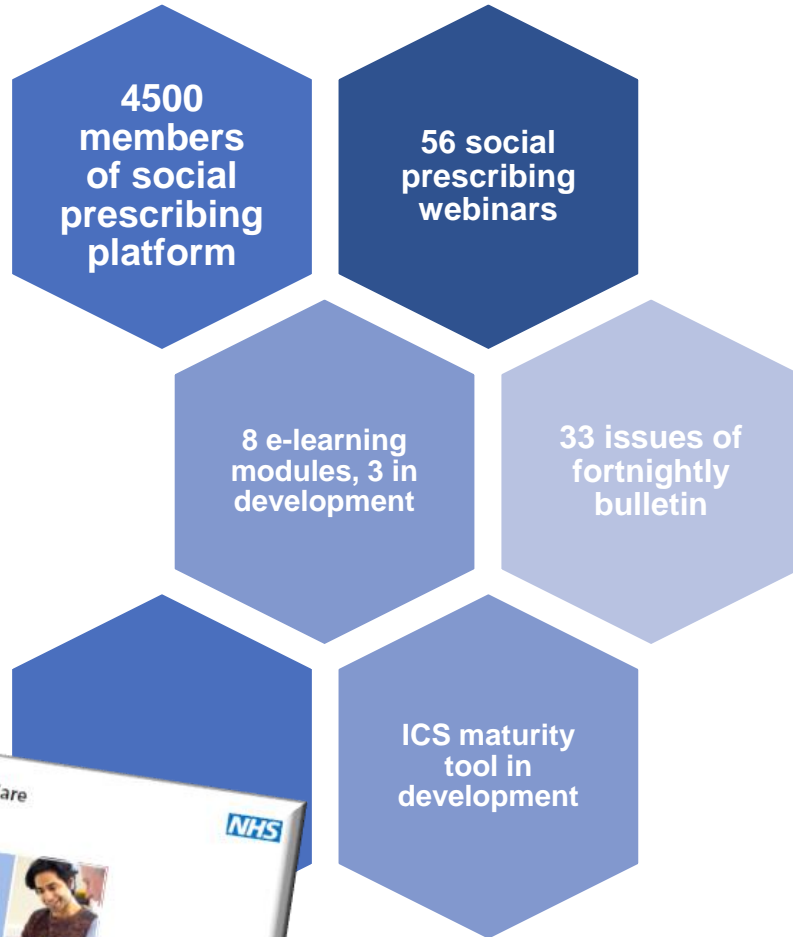 4500
members
of social
prescribing
platform
56 social
prescribing
webinars
8 e-learning
modules, 3 in
development
33 issues of
fortnightly
bulletin
ICS maturity
tool in
development
NHS